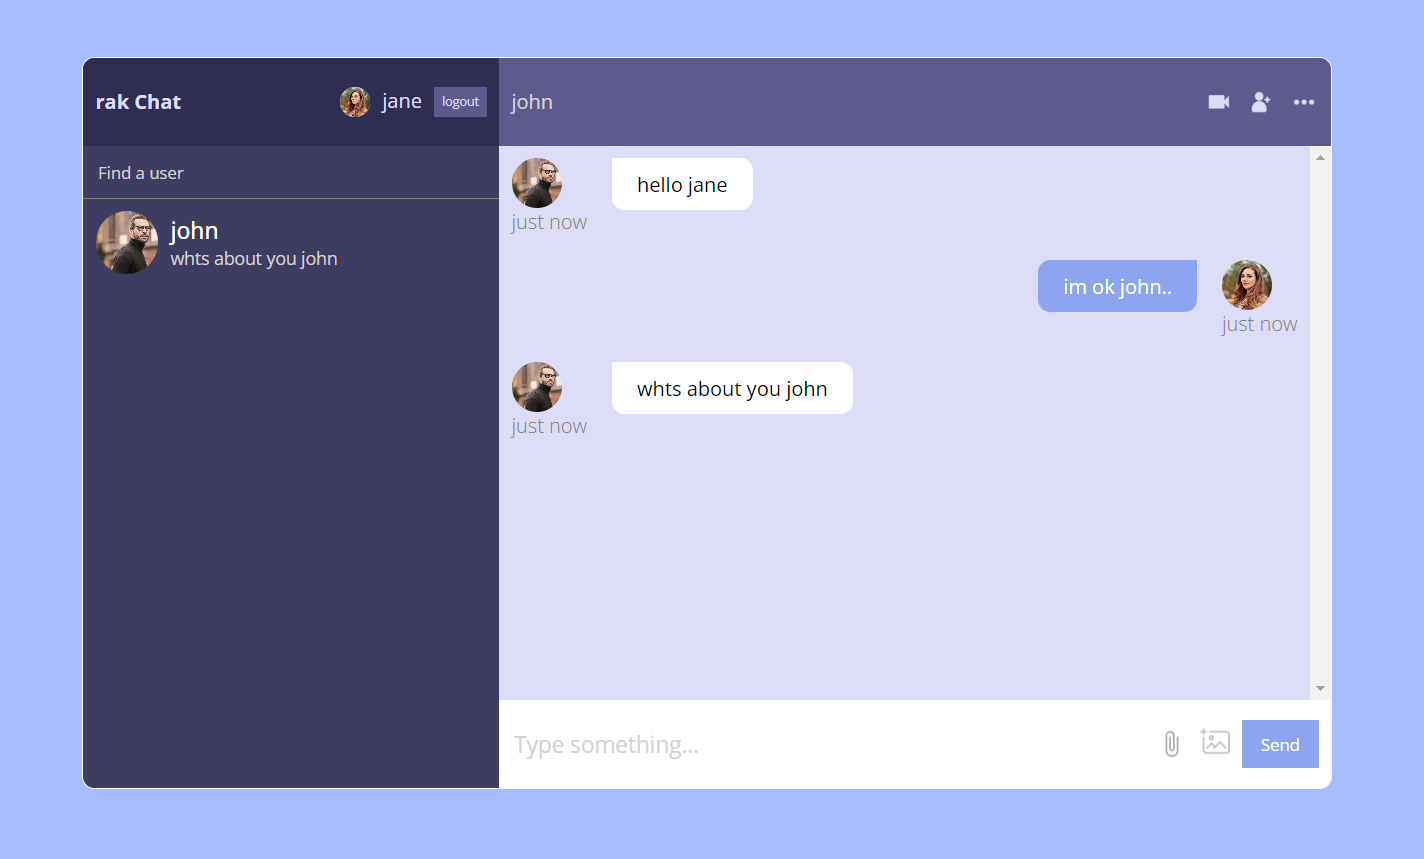 rak Chat
jane
logout
Find a user
john
whts about you john
john
hello jane
just now
im ok john..
just now
whts about you john
just now
Type something...
Send